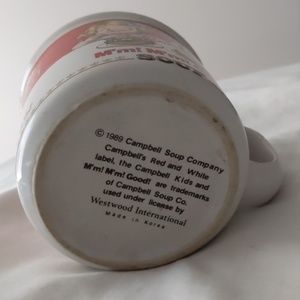 M'm! M'm!
SOUP
© 1989 Campbell Soup Company
Campbell's Red and White
label, the Campbell Kids and
M'm! M'm! Good! are trademarks
of Campbell Soup Co.
used under license by
Westwood International
Made in Korea